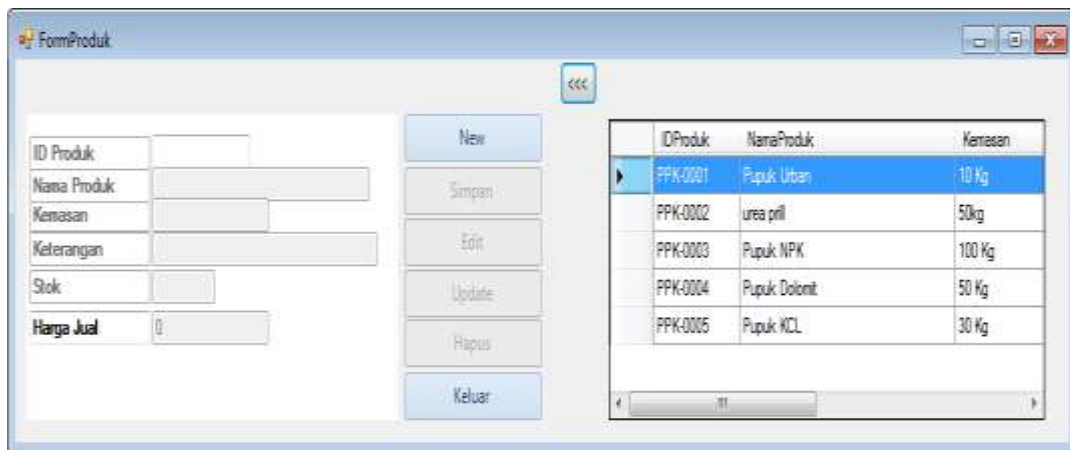 FormProduk
<<<
ID Produk
Nama Produk
Kemasan
Keterangan
Stok
Harga Jual 0
New
Simpan
Edit
Update
Hapus
Keluar
IDProduk NamaProduk Kemasan
PPK-0001 Pupuk Urban 10 Kg
PPK-0002 urea prill 50kg
PPK-0003 Pupuk NPK 100 Kg
PPK-0004 Pupuk Dolomit 50 Kg
PPK-0005 Pupuk KCL 30 Kg